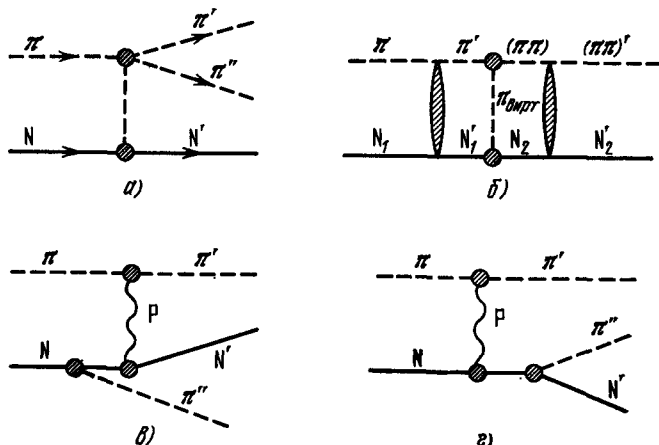 π π' π''
N N'
а)
π π' (ππ) (ππ)'
π вирт
N₁ N'₁ N₂ N'₂
б)
π π'
P
N N'
π''
в)
π π'
P
π''
N N'
г)